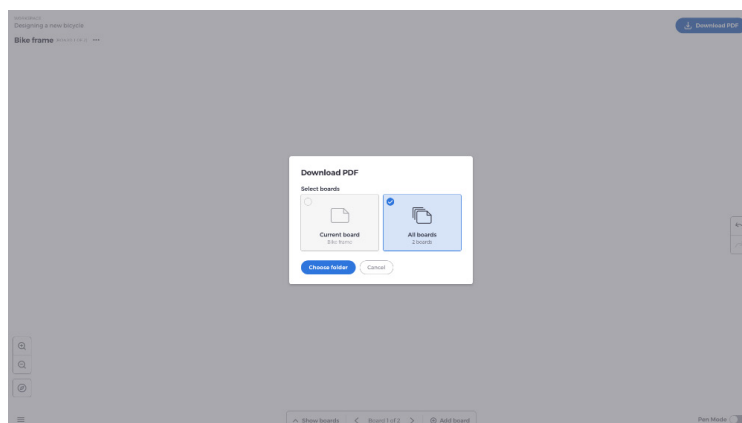 WORKSPACE
Designing a new bicycle
Download PDF
Bike frame
Download PDF
Select boards
Current board
Bike frame
All boards
2 boards
Choose folder
Cancel
Show boards
Board 1 of 2
Add board
Pen Mode